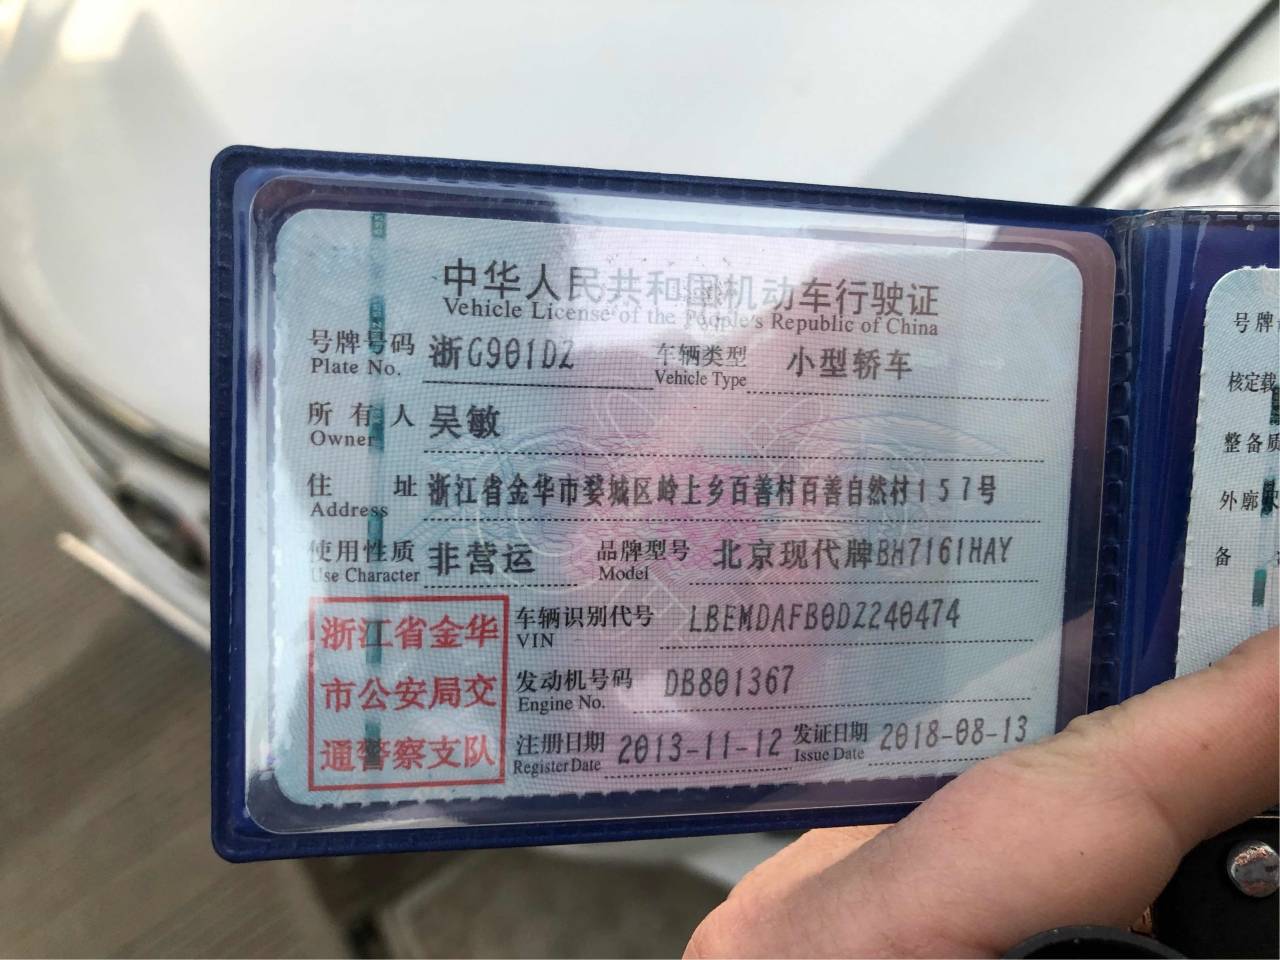 中华人民共和国机动车行驶证
Vehicle License of the People's Republic of China
号牌号码 浙G901DZ 车辆类型 小型轿车
Plate No. Vehicle Type
所有人 吴敏
Owner
住址 浙江省金华市婺城区岭上乡百善村百善自然村157号
Address
使用性质 非营运 品牌型号 北京现代牌BH7161HAY
Use Character Model
浙江省金华
市公安局交
通警察支队
车辆识别代号 LBEMDAFB0DZ240474
VIN
发动机号码 DB801367
Engine No.
注册日期 2013-11-12 发证日期 2018-08-13
Register Date Issue Date
号牌
核定载
整备质
外廓
备